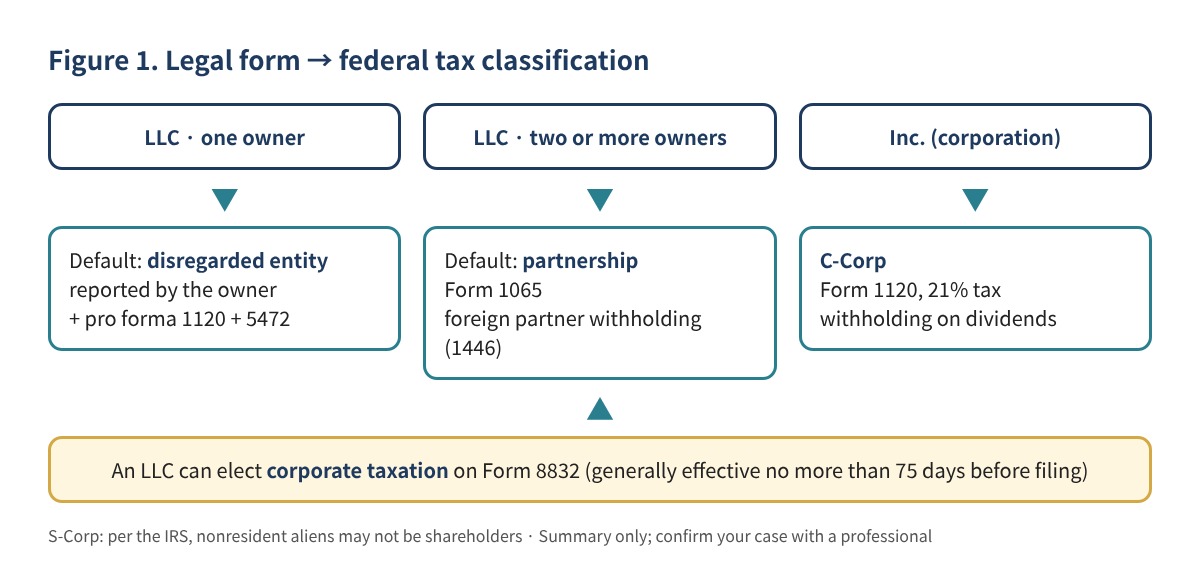 Figure 1. Legal form → federal tax classification
LLC · one owner
LLC · two or more owners
Inc. (corporation)
Default: disregarded entity
reported by the owner
+ pro forma 1120 + 5472
Default: partnership
Form 1065
foreign partner withholding
(1446)
C-Corp
Form 1120, 21% tax
withholding on dividends
An LLC can elect corporate taxation on Form 8832 (generally effective no more than 75 days before filing)
S-Corp: per the IRS, nonresident aliens may not be shareholders · Summary only; confirm your case with a professional